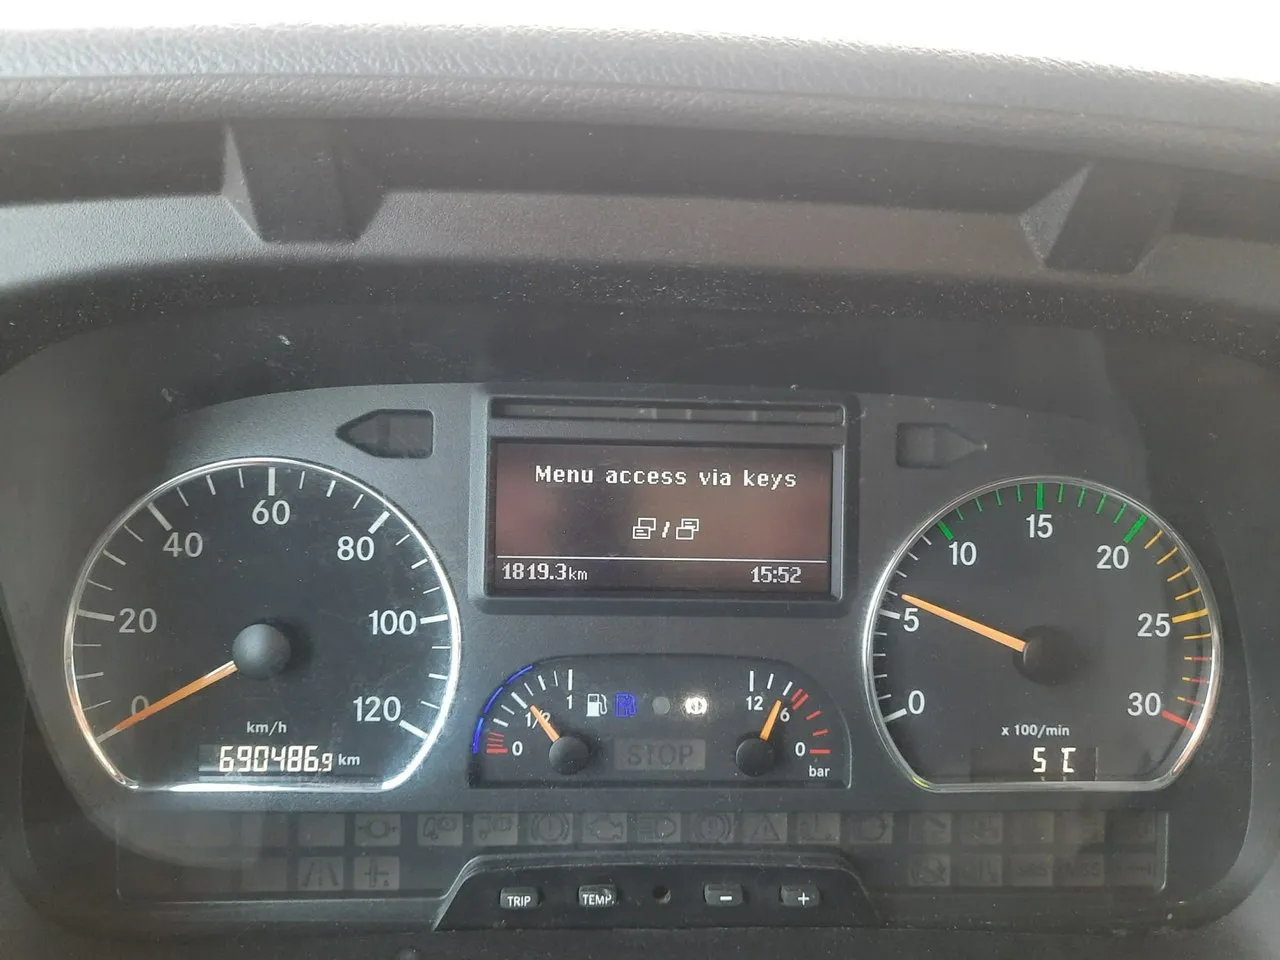 Menu access via keys
/
1819.3km 15:52
0 20 40 60 80 100 120
km/h
690486.9 km
0 1/2 1
12 6 0
bar
STOP
0 5 10 15 20 25 30
x 100/min
5 C
TRIP TEMP. - +